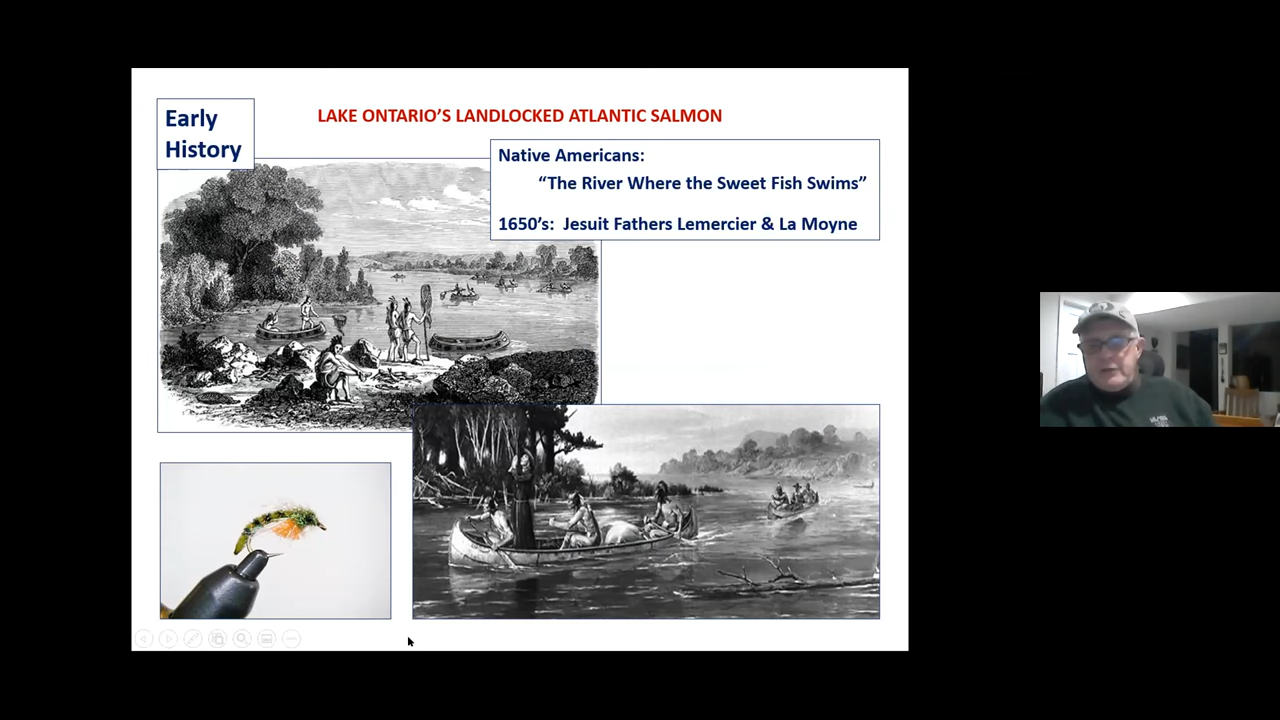 Early
History
LAKE ONTARIO'S LANDLOCKED ATLANTIC SALMON
Native Americans:
“The River Where the Sweet Fish Swims”
1650's: Jesuit Fathers Lemercier & La Moyne